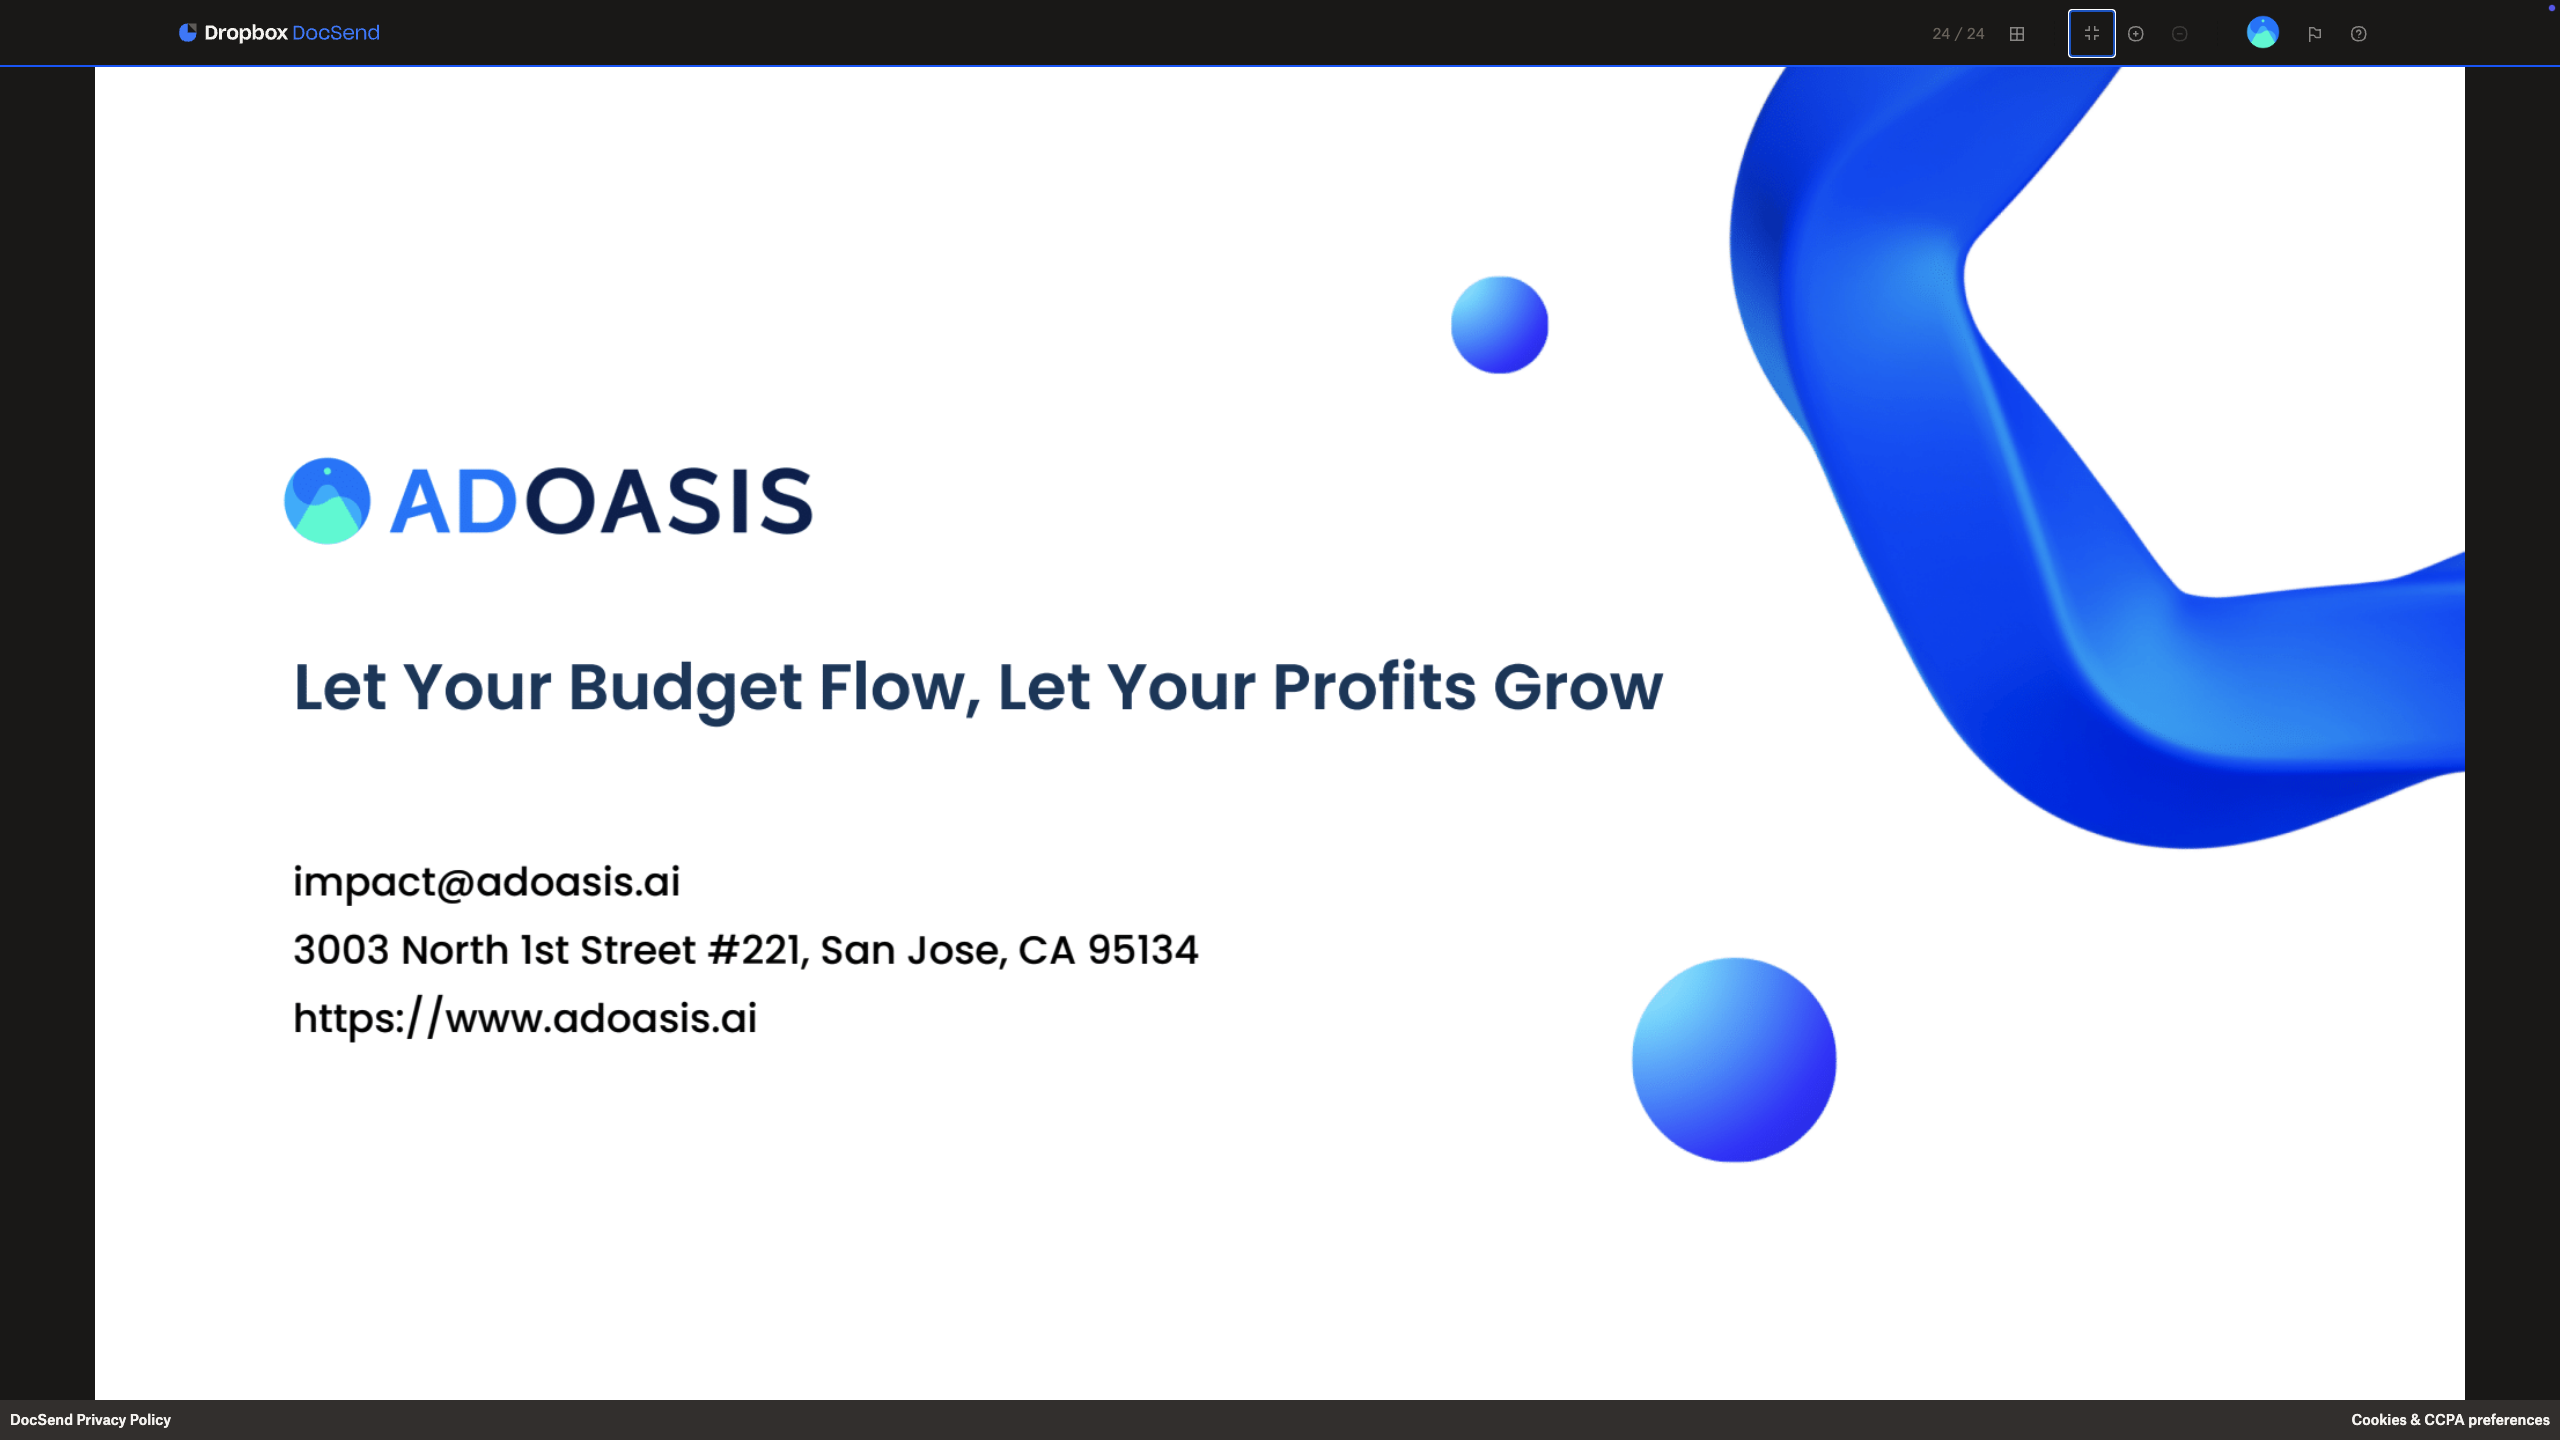 Dropbox DocSend
24 / 24
ADOASIS
Let Your Budget Flow, Let Your Profits Grow
impact@adoasis.ai
3003 North 1st Street #221, San Jose, CA 95134
https://www.adoasis.ai
DocSend Privacy Policy
Cookies & CCPA preferences